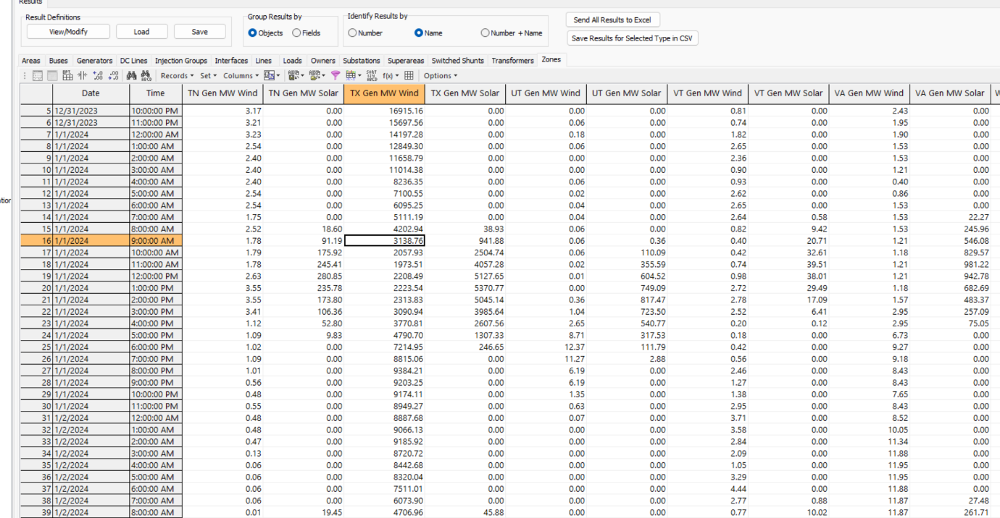 Results
Result Definitions Group Results by Identify Results by Send All Results to Excel
View/Modify Load Save Objects Fields Number Name Number + Name Save Results for Selected Type in CSV
Areas Buses Generators DC Lines Injection Groups Interfaces Lines Loads Owners Substations Superareas Switched Shunts Transformers Zones
Records Set Columns f(x) Options
Date Time TN Gen MW Wind TN Gen MW Solar TX Gen MW Wind TX Gen MW Solar UT Gen MW Wind UT Gen MW Solar VT Gen MW Wind VT Gen MW Solar VA Gen MW Wind VA Gen MW Solar
5 12/31/2023 10:00:00 PM 3.17 0.00 16915.16 0.00 0.00 0.00 0.81 0.00 2.43 0.00
6 12/31/2023 11:00:00 PM 3.21 0.00 15697.56 0.00 0.06 0.00 0.74 0.00 1.95 0.00
7 1/1/2024 12:00:00 AM 3.23 0.00 14197.28 0.00 0.18 0.00 1.82 0.00 1.90 0.00
8 1/1/2024 1:00:00 AM 2.54 0.00 12849.30 0.00 0.06 0.00 2.65 0.00 1.53 0.00
9 1/1/2024 2:00:00 AM 2.40 0.00 11658.79 0.00 0.00 0.00 2.36 0.00 1.53 0.00
10 1/1/2024 3:00:00 AM 2.40 0.00 11014.38 0.00 0.00 0.00 0.90 0.00 1.21 0.00
11 1/1/2024 4:00:00 AM 2.40 0.00 8236.35 0.00 0.06 0.00 0.93 0.00 0.40 0.00
12 1/1/2024 5:00:00 AM 2.54 0.00 7100.55 0.00 0.02 0.00 2.62 0.00 0.86 0.00
13 1/1/2024 6:00:00 AM 2.54 0.00 6095.25 0.00 0.04 0.00 2.65 0.00 1.53 0.00
14 1/1/2024 7:00:00 AM 1.75 0.00 5111.19 0.00 0.04 0.00 2.64 0.58 1.53 22.27
15 1/1/2024 8:00:00 AM 2.52 18.60 4202.94 38.93 0.06 0.00 0.82 9.42 1.53 245.96
16 1/1/2024 9:00:00 AM 1.78 91.19 3138.76 941.88 0.06 0.36 0.40 20.71 1.21 546.08
17 1/1/2024 10:00:00 AM 1.79 175.92 2057.93 2504.74 0.06 110.09 0.42 32.61 1.18 829.57
18 1/1/2024 11:00:00 AM 1.78 245.41 1973.51 4057.28 0.02 355.59 0.74 39.51 1.21 981.22
19 1/1/2024 12:00:00 PM 2.63 280.85 2208.49 5127.65 0.01 604.52 0.98 38.01 1.21 942.78
20 1/1/2024 1:00:00 PM 3.55 235.78 2223.54 5370.77 0.00 749.09 2.72 29.49 1.18 682.69
21 1/1/2024 2:00:00 PM 3.55 173.80 2313.83 5045.14 0.36 817.47 2.78 17.09 1.57 483.37
22 1/1/2024 3:00:00 PM 3.41 106.36 3090.94 3985.64 1.04 723.50 2.52 6.41 2.95 257.09
23 1/1/2024 4:00:00 PM 1.12 52.80 3770.81 2607.56 2.65 540.77 0.20 0.12 2.95 75.05
24 1/1/2024 5:00:00 PM 1.09 9.83 4790.70 1307.33 8.71 317.53 0.18 0.00 6.73 0.00
25 1/1/2024 6:00:00 PM 1.02 0.00 7214.95 246.65 12.37 111.79 0.42 0.00 9.27 0.00
26 1/1/2024 7:00:00 PM 1.09 0.00 8815.06 0.00 11.27 2.88 0.56 0.00 9.18 0.00
27 1/1/2024 8:00:00 PM 1.01 0.00 9384.21 0.00 6.19 0.00 2.46 0.00 8.43 0.00
28 1/1/2024 9:00:00 PM 0.56 0.00 9203.25 0.00 6.19 0.00 1.27 0.00 8.43 0.00
29 1/1/2024 10:00:00 PM 0.48 0.00 9174.11 0.00 1.35 0.00 1.38 0.00 7.65 0.00
30 1/1/2024 11:00:00 PM 0.55 0.00 8949.27 0.00 0.63 0.00 2.95 0.00 8.43 0.00
31 1/2/2024 12:00:00 AM 0.48 0.00 8887.68 0.00 0.07 0.00 3.71 0.00 8.52 0.00
32 1/2/2024 1:00:00 AM 0.48 0.00 9066.13 0.00 0.00 0.00 3.58 0.00 10.05 0.00
33 1/2/2024 2:00:00 AM 0.47 0.00 9185.92 0.00 0.00 0.00 2.84 0.00 11.34 0.00
34 1/2/2024 3:00:00 AM 0.13 0.00 8720.72 0.00 0.00 0.00 2.09 0.00 11.88 0.00
35 1/2/2024 4:00:00 AM 0.06 0.00 8442.68 0.00 0.00 0.00 1.05 0.00 11.95 0.00
36 1/2/2024 5:00:00 AM 0.06 0.00 8320.04 0.00 0.00 0.00 3.29 0.00 11.95 0.00
37 1/2/2024 6:00:00 AM 0.06 0.00 7511.01 0.00 0.00 0.00 4.44 0.00 11.88 0.00
38 1/2/2024 7:00:00 AM 0.06 0.00 6073.90 0.00 0.00 0.00 2.77 0.88 11.87 27.48
39 1/2/2024 8:00:00 AM 0.01 19.45 4706.96 45.88 0.00 0.00 0.77 10.02 11.87 261.71